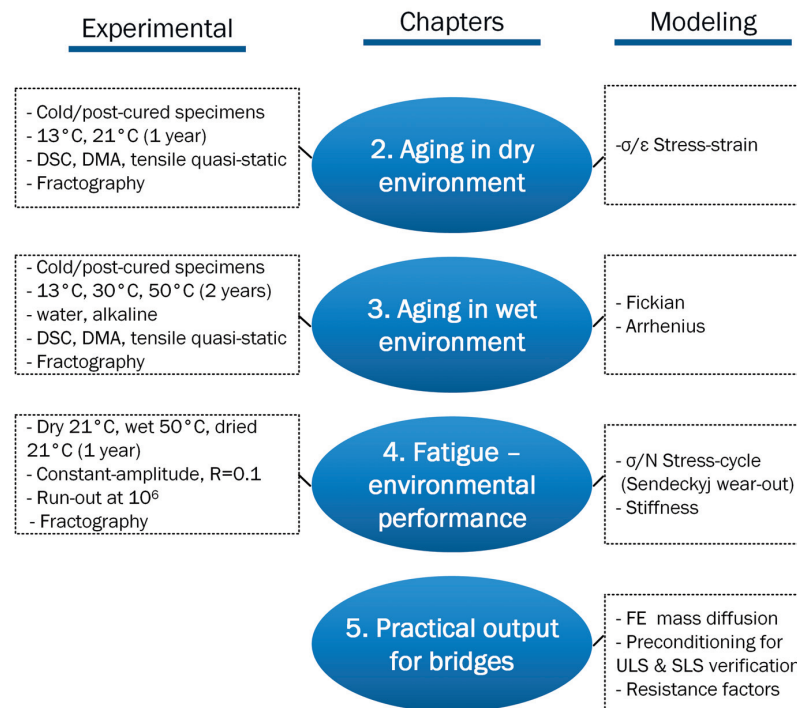 Experimental
Chapters
Modeling
- Cold/post-cured specimens
- 13°C, 21°C (1 year)
- DSC, DMA, tensile quasi-static
- Fractography
2. Aging in dry
environment
-σ/ε Stress-strain
- Cold/post-cured specimens
- 13°C, 30°C, 50°C (2 years)
- water, alkaline
- DSC, DMA, tensile quasi-static
- Fractography
3. Aging in wet
environment
- Fickian
- Arrhenius
- Dry 21°C, wet 50°C, dried
21°C (1 year)
- Constant-amplitude, R=0.1
- Run-out at 10⁶
- Fractography
4. Fatigue –
environmental
performance
- σ/N Stress-cycle
(Sendeckyj wear-out)
- Stiffness
5. Practical output
for bridges
- FE mass diffusion
- Preconditioning for
ULS & SLS verification
- Resistance factors